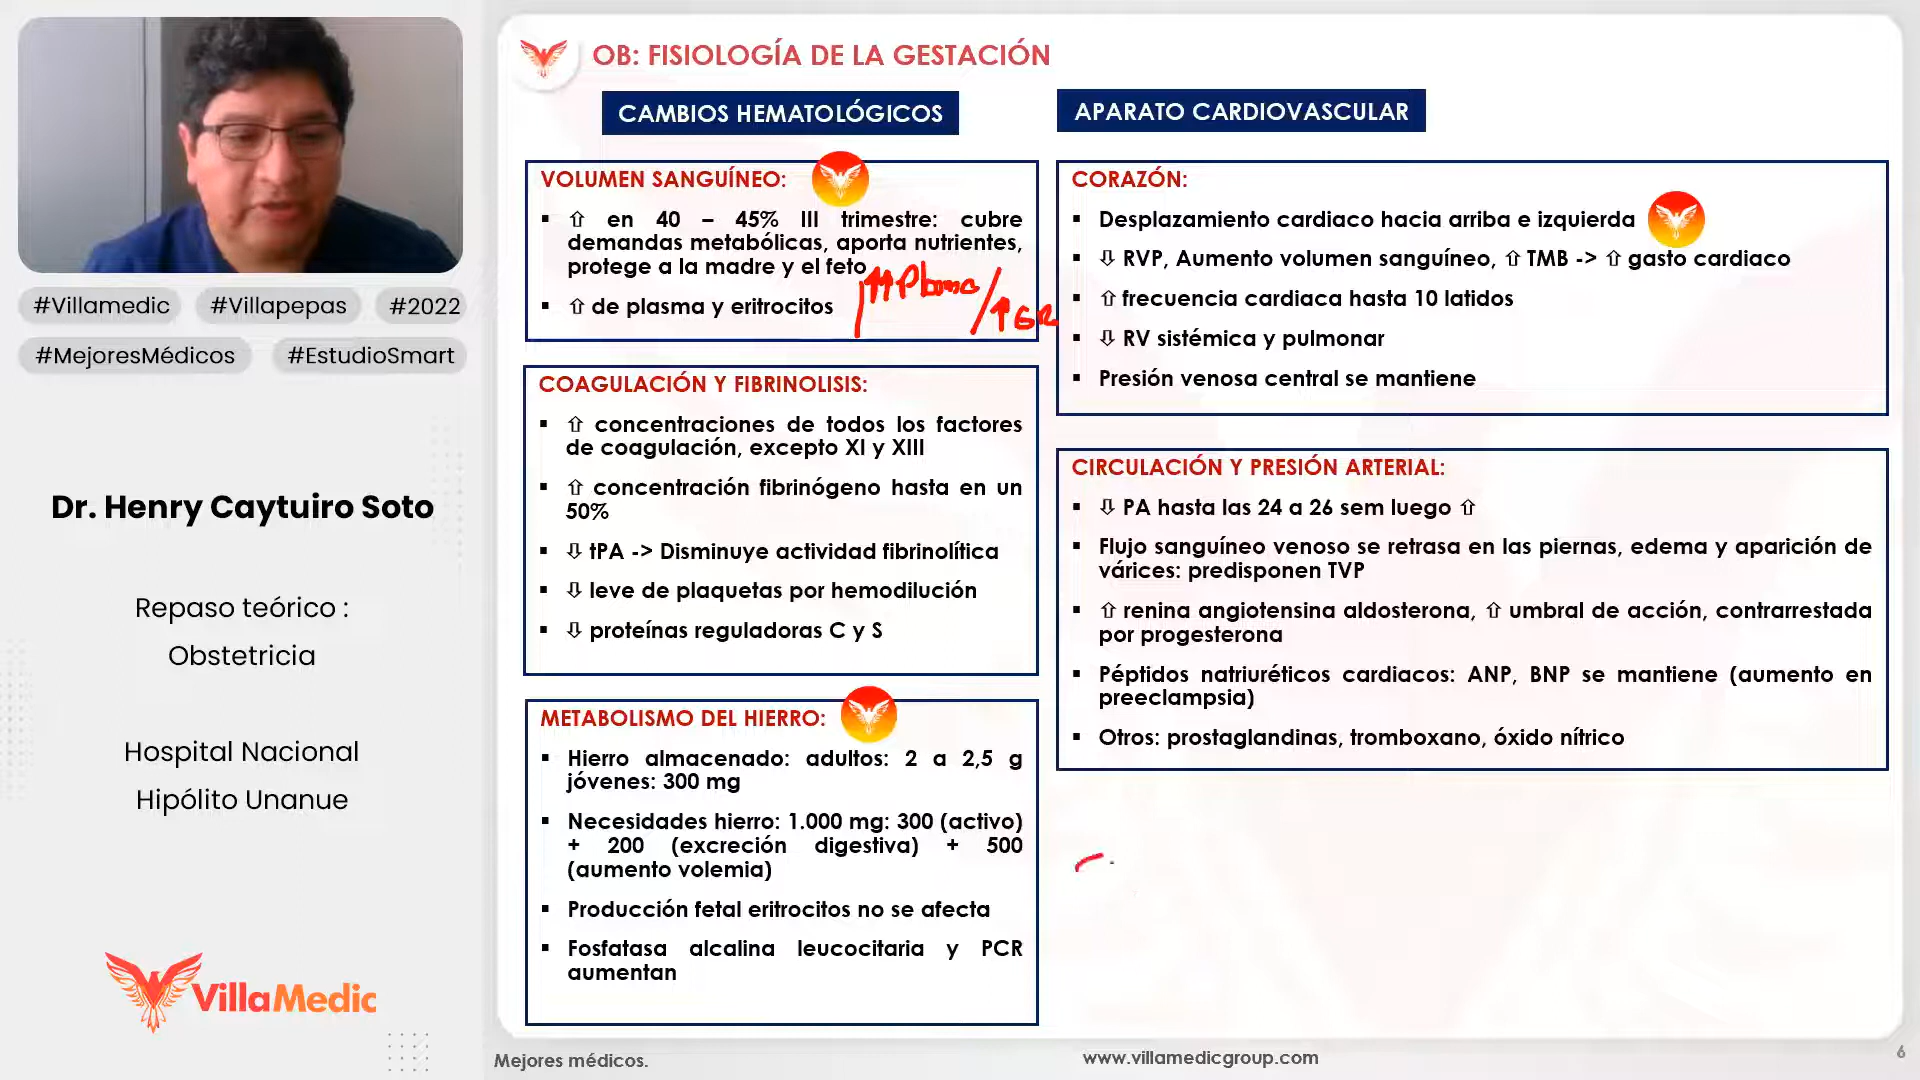 #Villamedic #Villapepas #2022
#MejoresMédicos #EstudioSmart
Dr. Henry Caytuiro Soto
Repaso teórico :
Obstetricia
Hospital Nacional
Hipólito Unanue
VillaMedic
OB: FISIOLOGÍA DE LA GESTACIÓN
CAMBIOS HEMATOLÓGICOS
VOLUMEN SANGUÍNEO:
▪ ⇧ en 40 – 45% III trimestre: cubre
demandas metabólicas, aporta nutrientes,
protege a la madre y el feto
▪ ⇧ de plasma y eritrocitos
↑↑Plasma / ↑GR
COAGULACIÓN Y FIBRINOLISIS:
▪ ⇧ concentraciones de todos los factores
de coagulación, excepto XI y XIII
▪ ⇧ concentración fibrinógeno hasta en un
50%
▪ ⇩ tPA -> Disminuye actividad fibrinolítica
▪ ⇩ leve de plaquetas por hemodilución
▪ ⇩ proteínas reguladoras C y S
METABOLISMO DEL HIERRO:
▪ Hierro almacenado: adultos: 2 a 2,5 g
jóvenes: 300 mg
▪ Necesidades hierro: 1.000 mg: 300 (activo)
+ 200 (excreción digestiva) + 500
(aumento volemia)
▪ Producción fetal eritrocitos no se afecta
▪ Fosfatasa alcalina leucocitaria y PCR
aumentan
APARATO CARDIOVASCULAR
CORAZÓN:
▪ Desplazamiento cardiaco hacia arriba e izquierda
▪ ⇩ RVP, Aumento volumen sanguíneo, ⇧ TMB -> ⇧ gasto cardiaco
▪ ⇧ frecuencia cardiaca hasta 10 latidos
▪ ⇩ RV sistémica y pulmonar
▪ Presión venosa central se mantiene
CIRCULACIÓN Y PRESIÓN ARTERIAL:
▪ ⇩ PA hasta las 24 a 26 sem luego ⇧
▪ Flujo sanguíneo venoso se retrasa en las piernas, edema y aparición de
várices: predisponen TVP
▪ ⇧ renina angiotensina aldosterona, ⇧ umbral de acción, contrarrestada
por progesterona
▪ Péptidos natriuréticos cardiacos: ANP, BNP se mantiene (aumento en
preeclampsia)
▪ Otros: prostaglandinas, tromboxano, óxido nítrico
Mejores médicos.
www.villamedicgroup.com
6